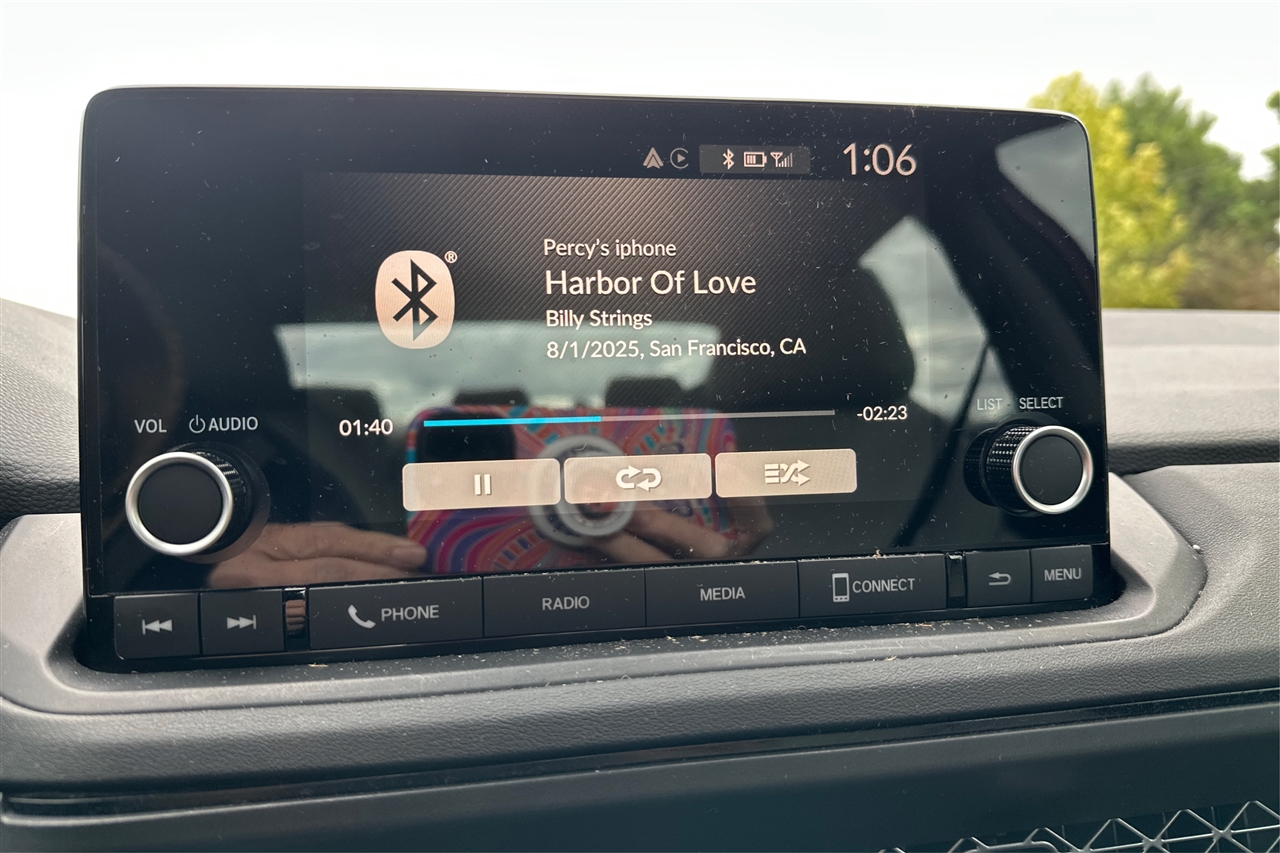 1:06
Percy's iphone
Harbor Of Love
Billy Strings
8/1/2025, San Francisco, CA
®
VOL AUDIO
LIST SELECT
01:40 -02:23
PHONE RADIO MEDIA CONNECT MENU